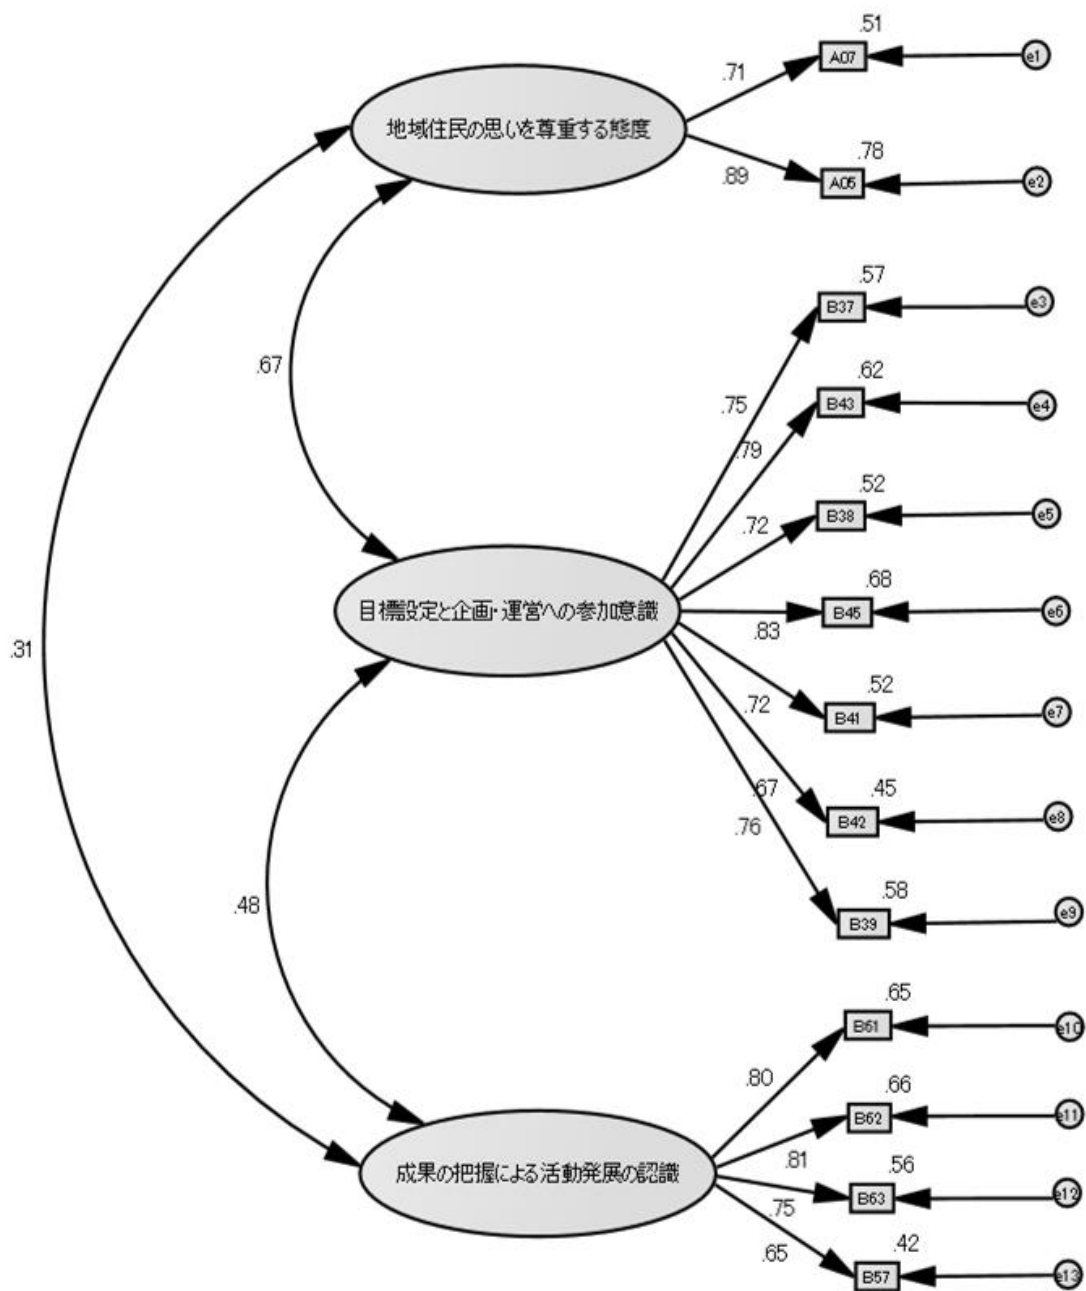 .51
A07
e1
.71
地域住民の思いを尊重する態度
.78
A05
e2
.89
.57
B37
e3
.67
.62
B43
e4
.75
.79
.52
B38
e5
.72
.68
目標設定と企画・運営への参加意識
B45
e6
.83
.31
.52
B41
e7
.72
.67
.45
B42
e8
.76
.48
.58
B39
e9
.65
B61
e10
.80
.66
B62
e11
.81
成果の把握による活動発展の認識
.56
B63
e12
.75
.65
.42
B57
e13